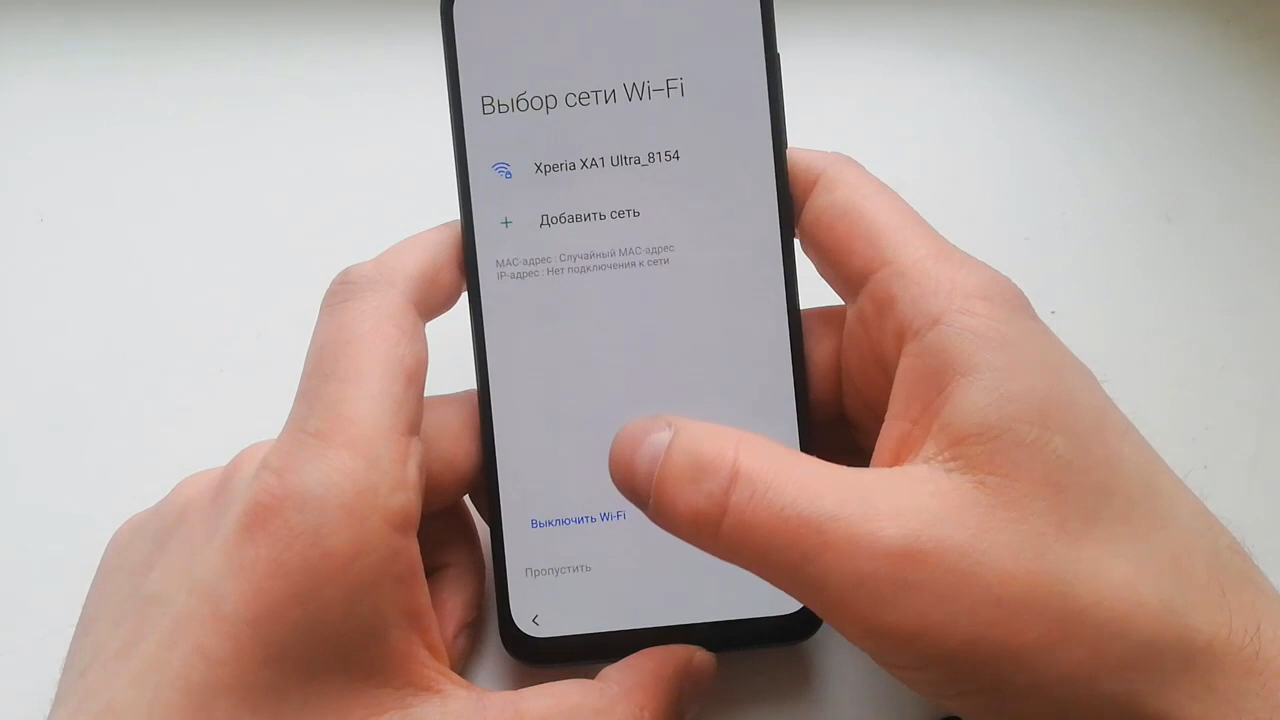 Выбор сети Wi-Fi
Xperia XA1 Ultra_8154
+ Добавить сеть
MAC-адрес : Случайный MAC-адрес
IP-адрес : Нет подключения к сети
Выключить Wi-Fi
Пропустить